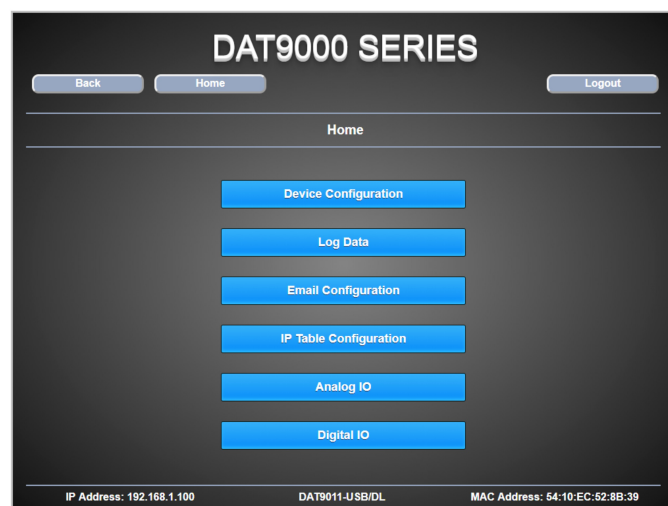 DAT9000 SERIES
Back Home Logout
Home
Device Configuration
Log Data
Email Configuration
IP Table Configuration
Analog IO
Digital IO
IP Address: 192.168.1.100 DAT9011-USB/DL MAC Address: 54:10:EC:52:8B:39